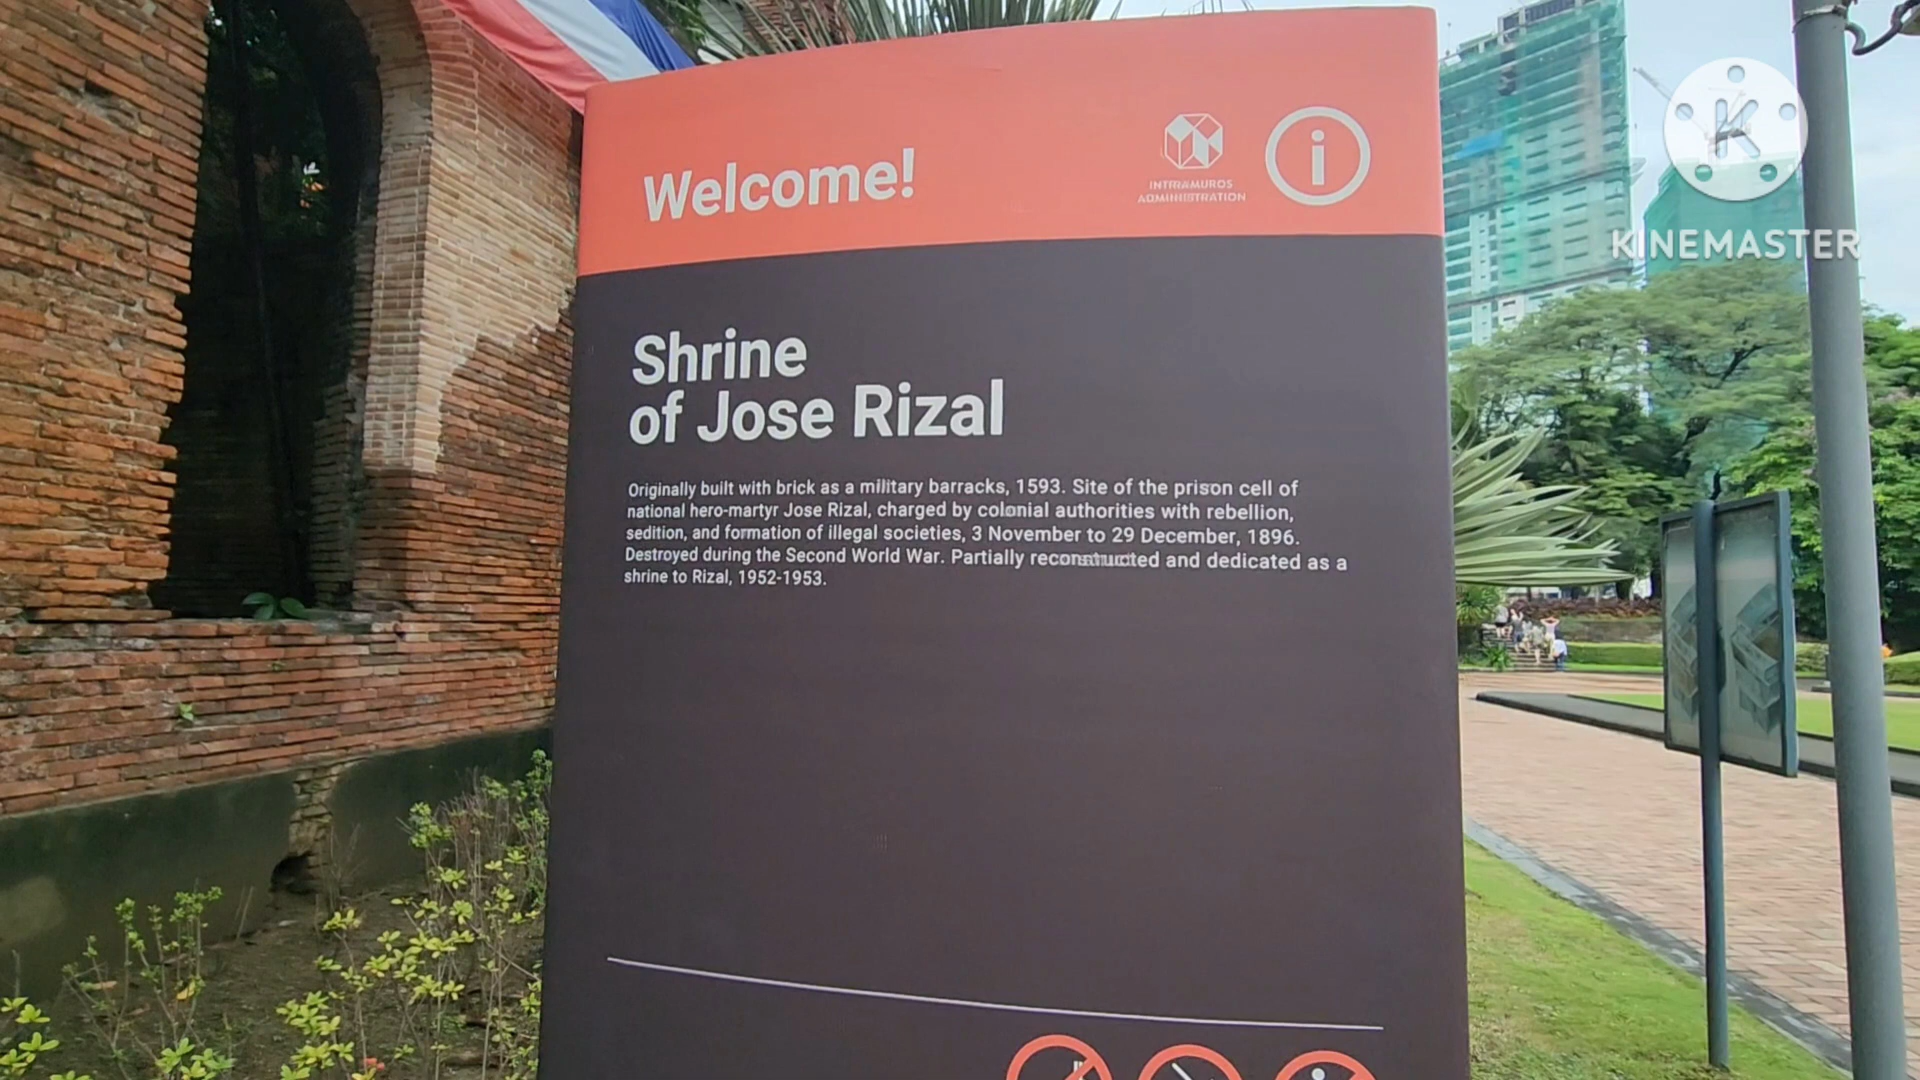 Welcome!
INTRAMUROS
ADMINISTRATION
i
K
KINEMASTER
Shrine
of Jose Rizal
Originally built with brick as a military barracks, 1593. Site of the prison cell of
national hero-martyr Jose Rizal, charged by colonial authorities with rebellion,
sedition, and formation of illegal societies, 3 November to 29 December, 1896.
Destroyed during the Second World War. Partially reconstructed and dedicated as a
shrine to Rizal, 1952-1953.